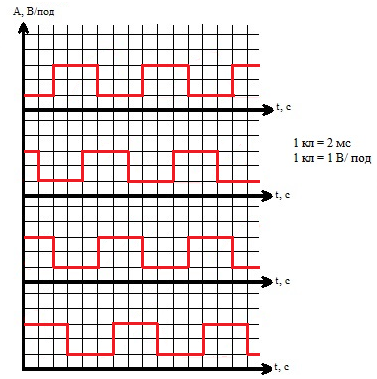 А, В/под
t, с
1 кл = 2 мс
1 кл = 1 В/ под
t, с
t, с
t, с